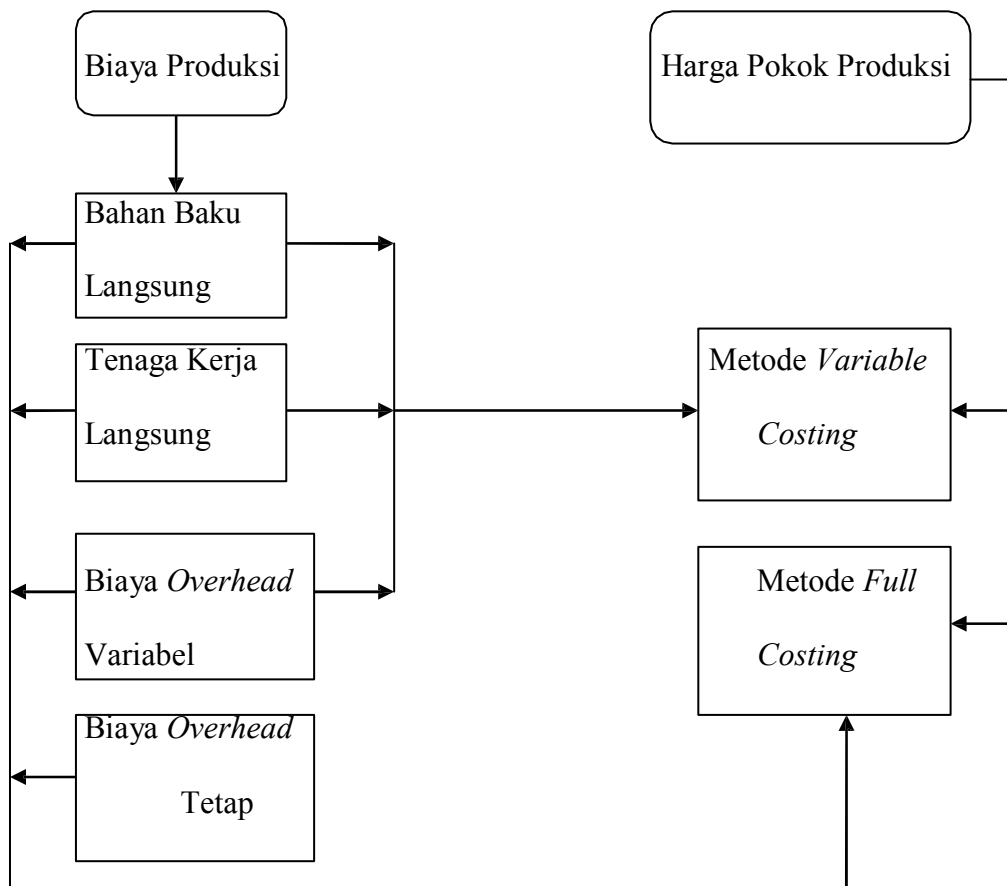 Biaya Produksi
Harga Pokok Produksi
Bahan Baku
Langsung
Tenaga Kerja
Langsung
Metode Variable
Costing
Biaya Overhead
Variabel
Metode Full
Costing
Biaya Overhead
Tetap